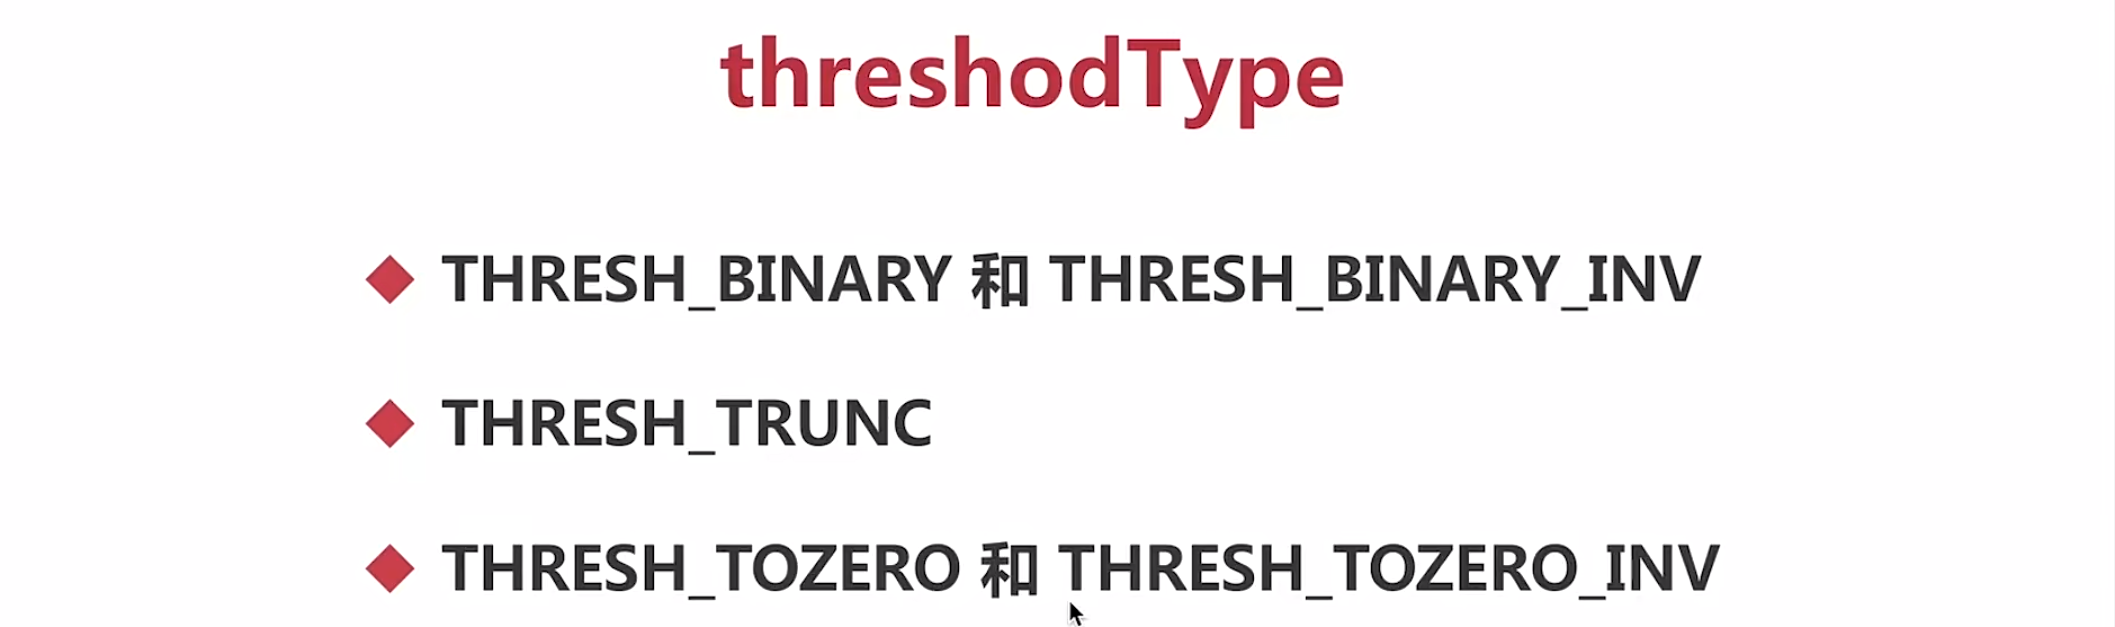 threshodType
THRESH_BINARY 和 THRESH_BINARY_INV
THRESH_TRUNC
THRESH_TOZERO 和 THRESH_TOZERO_INV